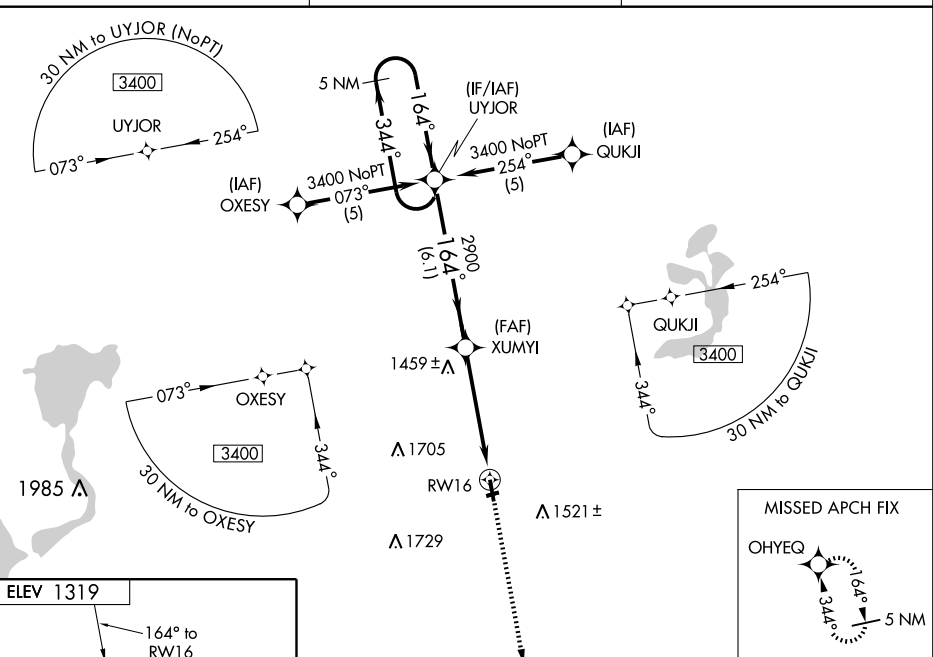 30 NM to UYJOR (NoPT)
3400
UYJOR
073°
254°
5 NM
164°
344°
(IF/IAF)
UYJOR
(IAF)
QUKJI
3400 NoPT
254°
(5)
(IAF)
OXESY
3400 NoPT
073°
(5)
2900
164°
(6.1)
(FAF)
XUMYI
1459 ±
254°
QUKJI
3400
344°
30 NM to QUKJI
073°
OXESY
3400
344°
30 NM to OXESY
1985
1705
RW16
1521 ±
1729
MISSED APCH FIX
OHYEQ
164°
344°
5 NM
ELEV 1319
164° to
RW16